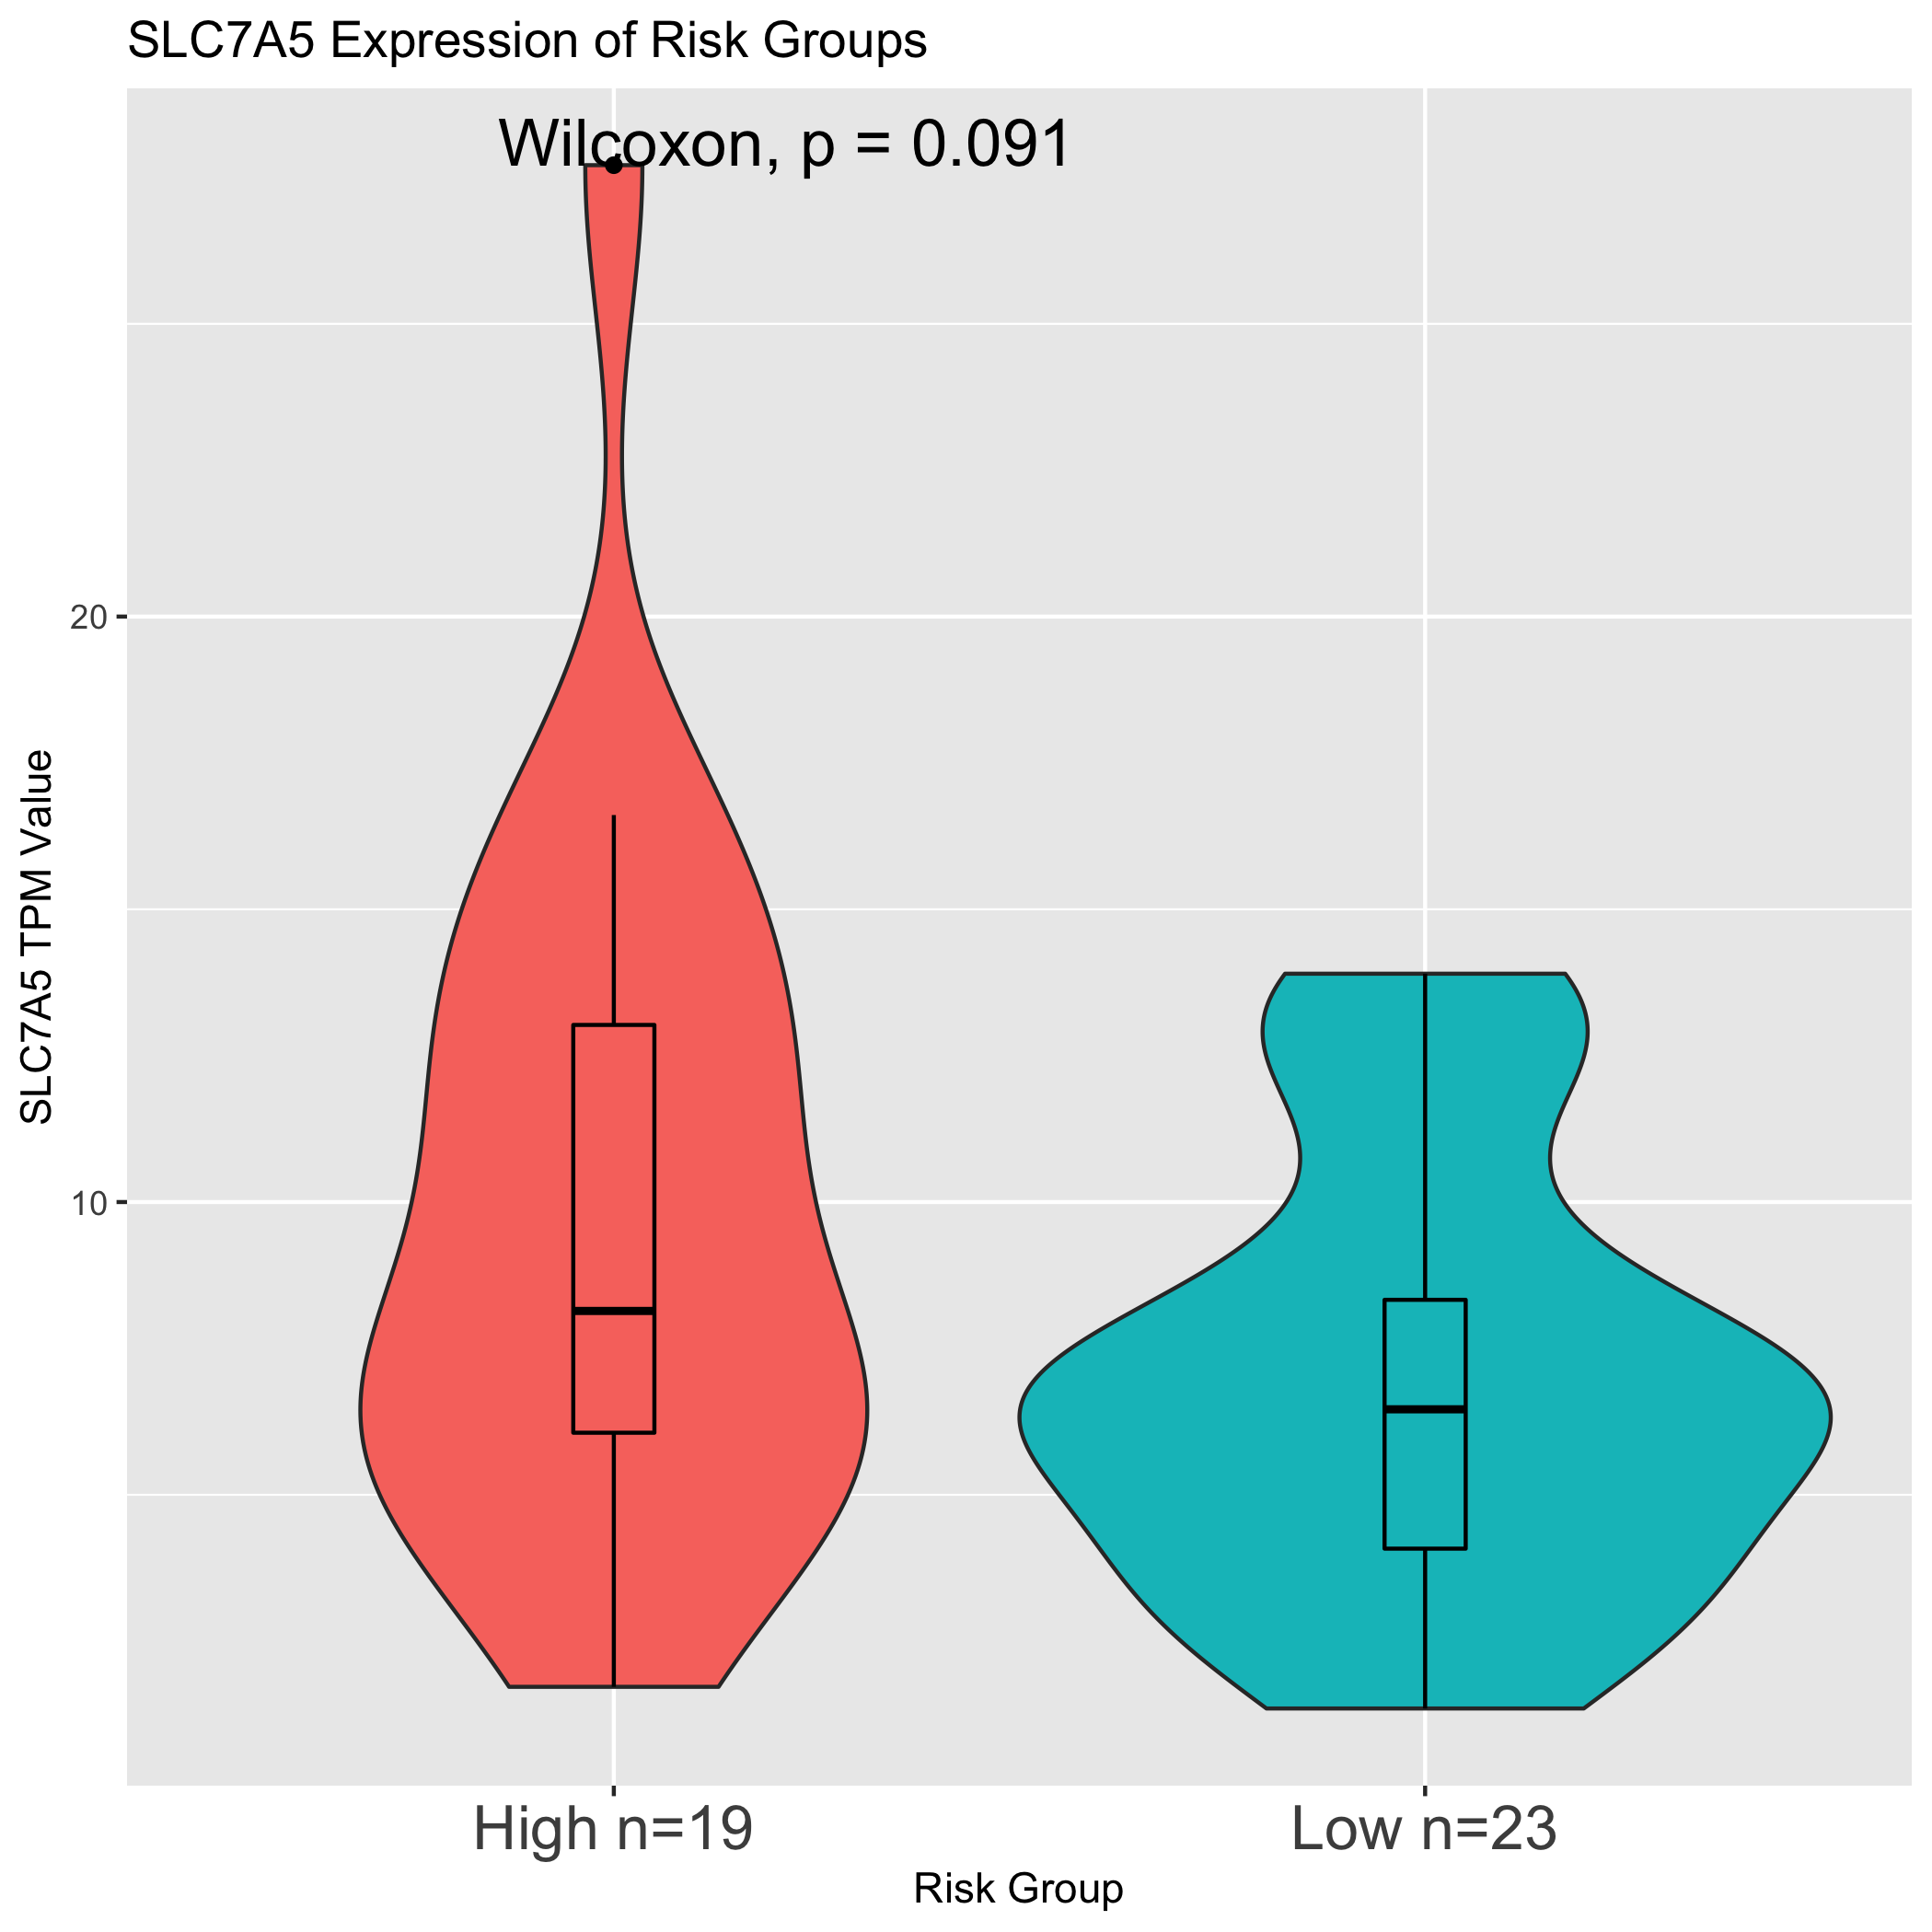 SLC7A5 Expression of Risk Groups
Wilcoxon, p = 0.091
SLC7A5 TPM Value
20
10
High n=19
Low n=23
Risk Group